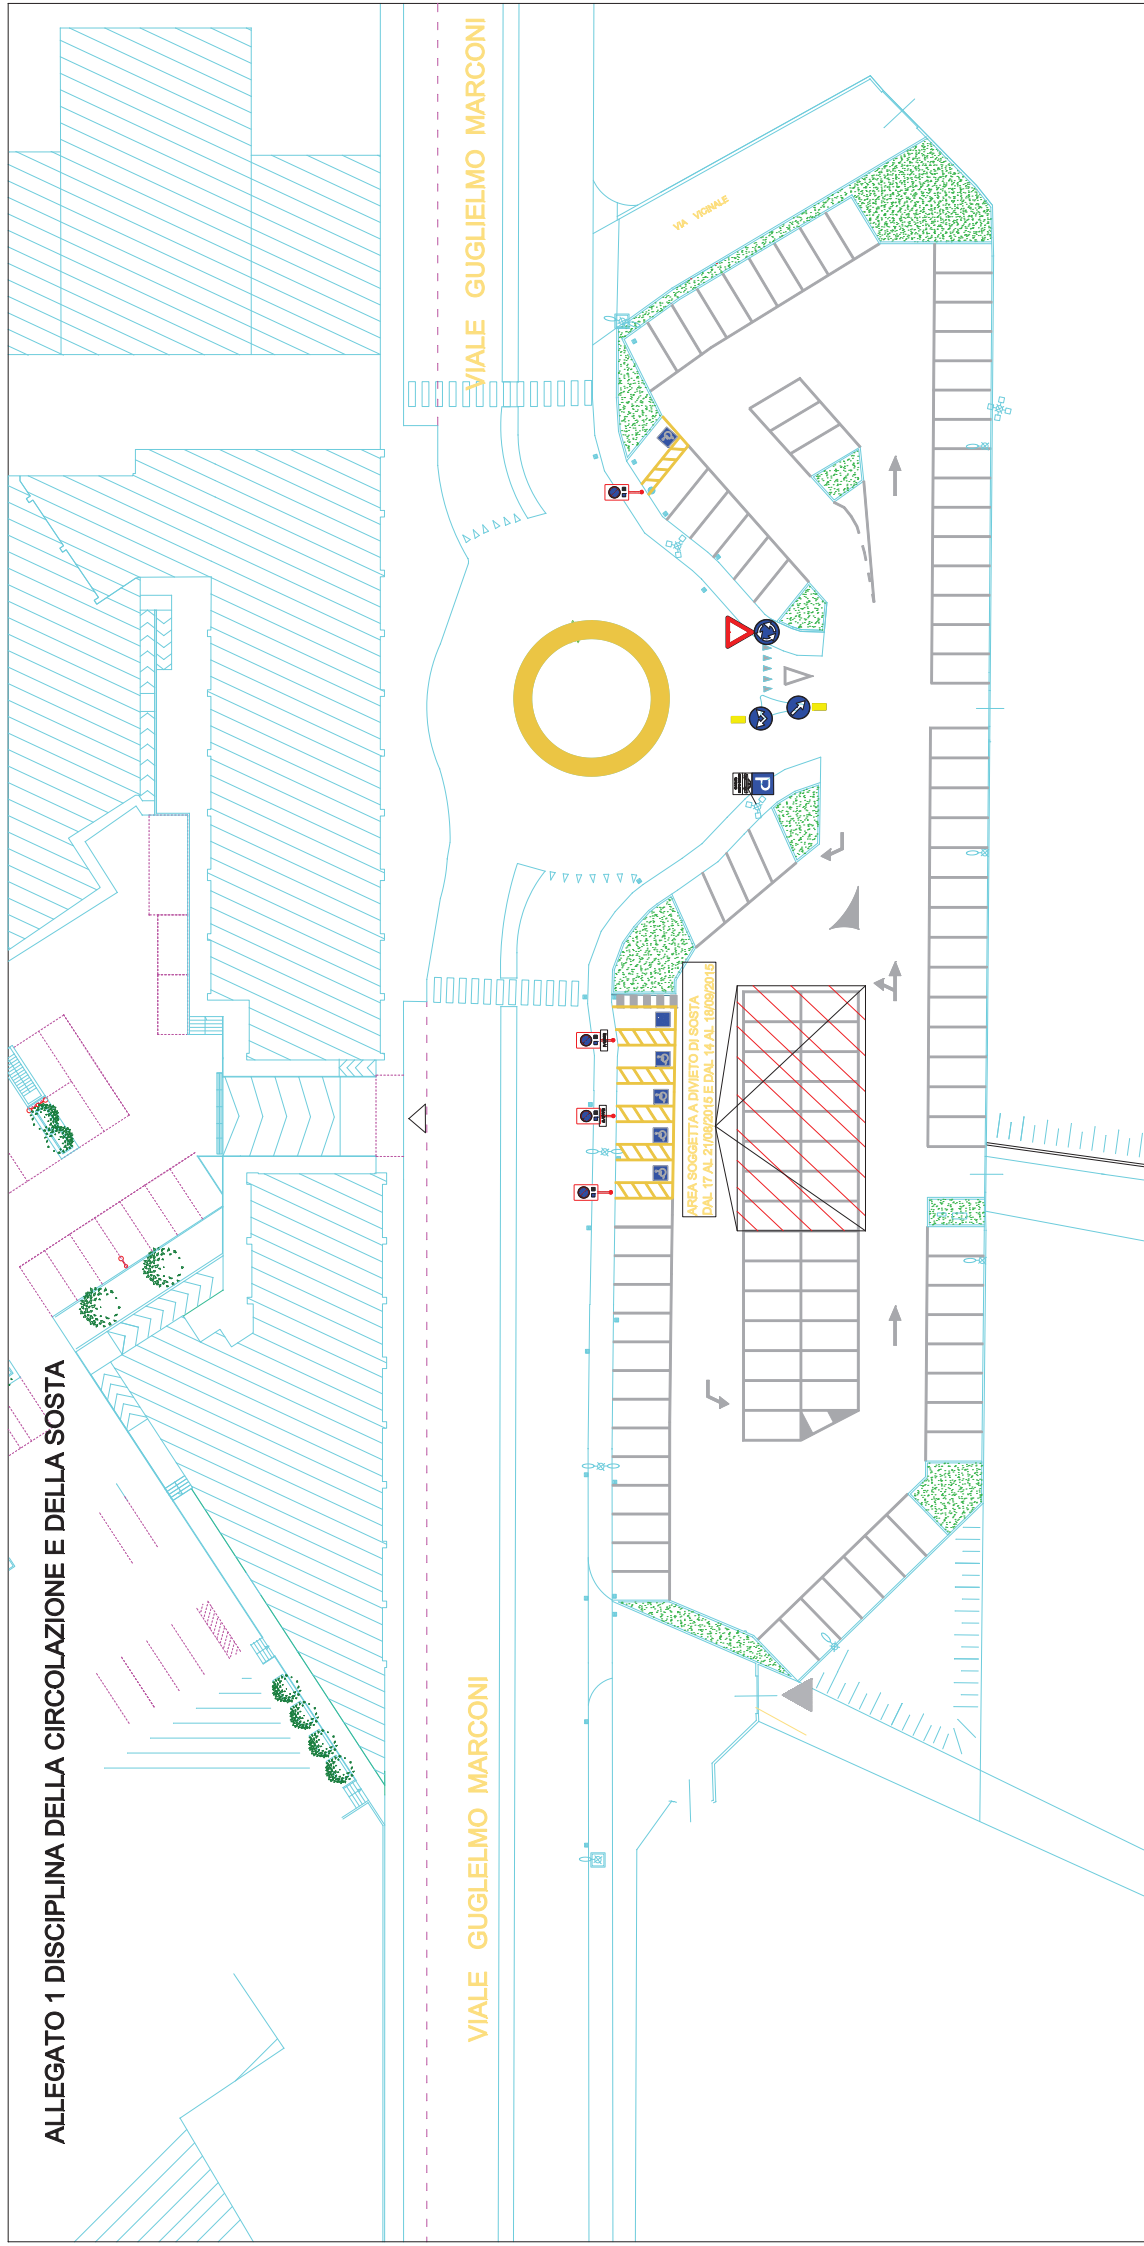 ALLEGATO 1 DISCIPLINA DELLA CIRCOLAZIONE E DELLA SOSTA
VIALE GUGLIELMO MARCONI
VIALE GUGLIELMO MARCONI
VIA VICINALE
AREA SOGGETTA A DIVIETO DI SOSTA
DAL 17 AL 21/08/2015 E DAL 14 AL 18/09/2015
P